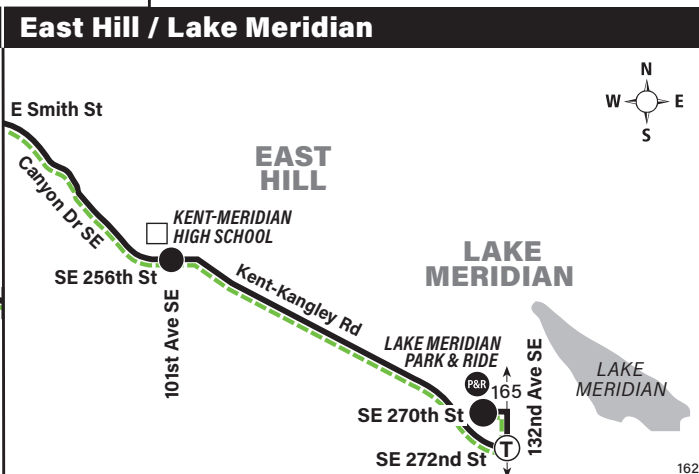 East Hill / Lake Meridian
N
W
E
S
E Smith St
Canyon Dr SE
EAST
HILL
KENT-MERIDIAN
HIGH SCHOOL
SE 256th St
101st Ave SE
Kent-Kangley Rd
LAKE
MERIDIAN
LAKE MERIDIAN
PARK & RIDE
P&R
165
132nd Ave SE
LAKE
MERIDIAN
SE 270th St
T
SE 272nd St
162